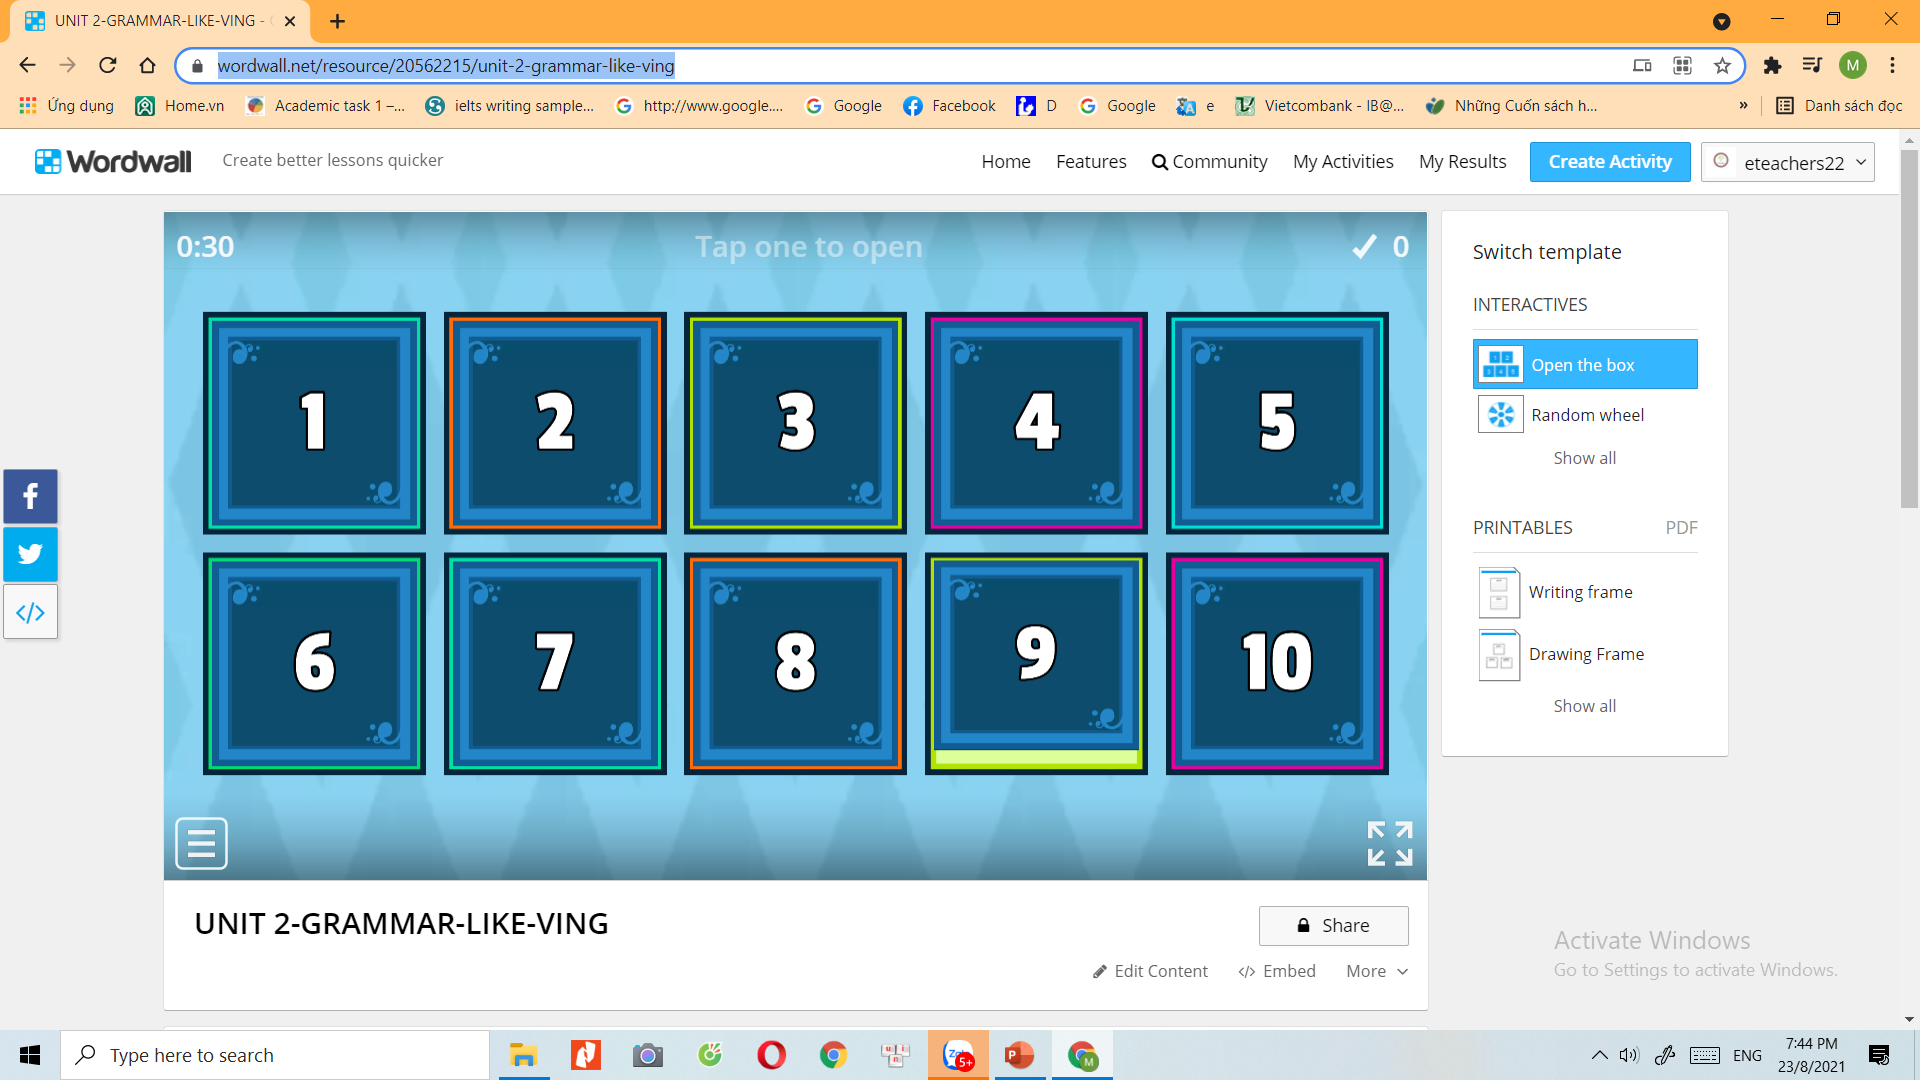 UNIT 2-GRAMMAR-LIKE-VING -
wordwall.net/resource/20562215/unit-2-grammar-like-ving
M
Ứng dụng Home.vn Academic task 1 –... ielts writing sample... http://www.google.... Google Facebook D Google e Vietcombank - IB@... Những Cuốn sách h... » Danh sách đọc
Wordwall Create better lessons quicker Home Features Community My Activities My Results Create Activity eteachers22
0:30 Tap one to open 0
Switch template
INTERACTIVES
Open the box
Random wheel
Show all
1 2 3 4 5
PRINTABLES PDF
Writing frame
Drawing Frame
Show all
6 7 8 9 10
UNIT 2-GRAMMAR-LIKE-VING
Share
Edit Content Embed More
Activate Windows
Go to Settings to activate Windows.
Type here to search
5+
ENG
7:44 PM
23/8/2021